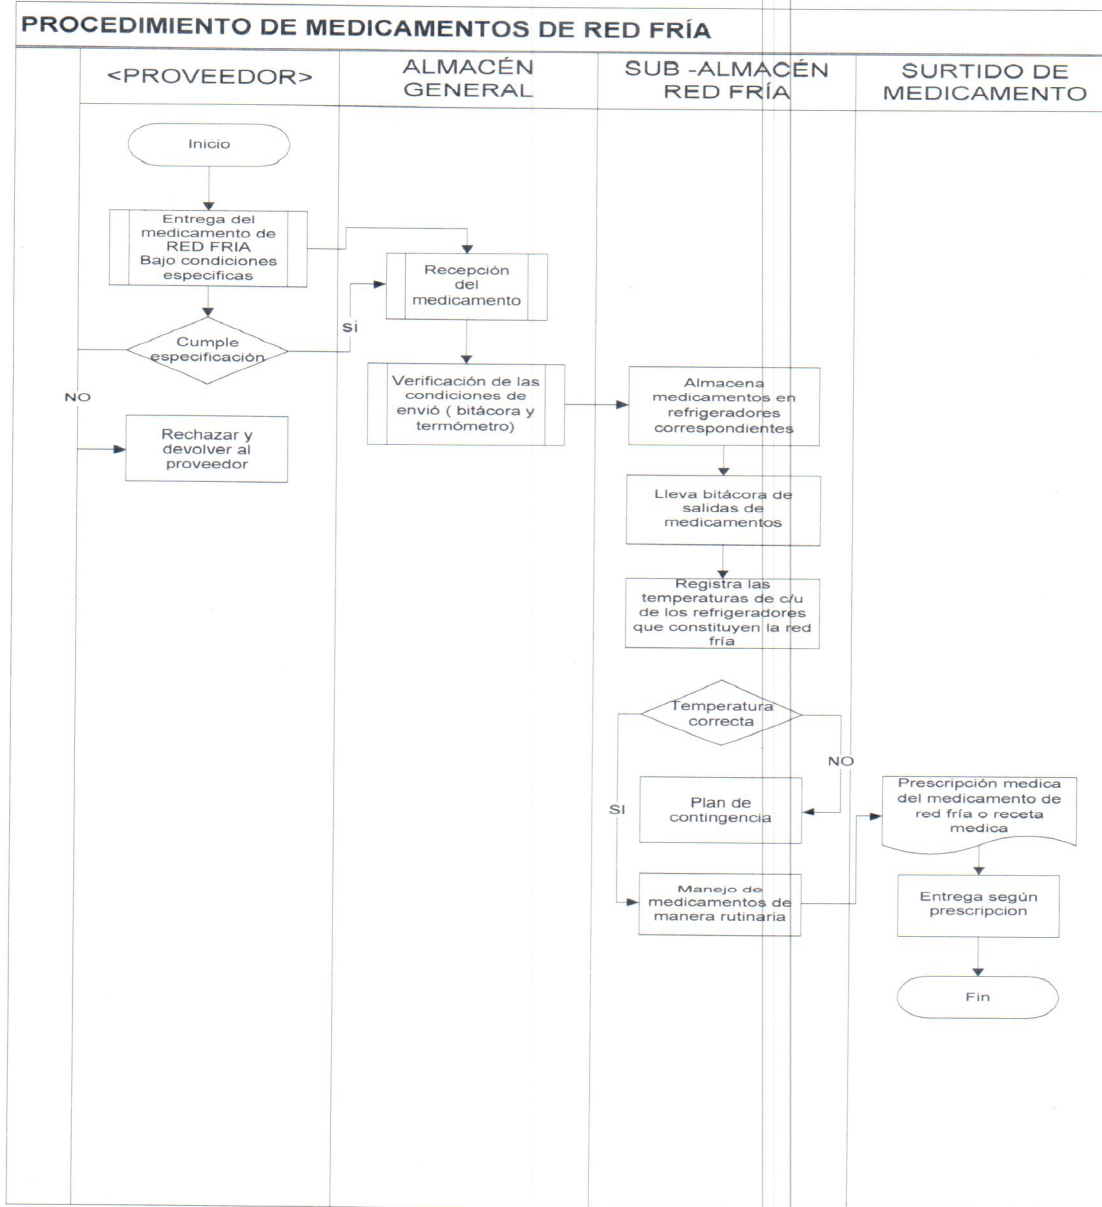 PROCEDIMIENTO DE MEDICAMENTOS DE RED FRÍA
<PROVEEDOR>
ALMACÉN
GENERAL
SUB -ALMACÉN
RED FRÍA
SURTIDO DE
MEDICAMENTO
Inicio
Entrega del
medicamento de
RED FRIA
Bajo condiciones
especificas
Recepción
del
medicamento
Cumple
especificación
si
NO
Rechazar y
devolver al
proveedor
Verificación de las
condiciones de
envió ( bitácora y
termómetro)
Almacena
medicamentos en
refrigeradores
correspondientes
Lleva bitácora de
salidas de
medicamentos
Registra las
temperaturas de c/u
de los refrigeradores
que constituyen la red
fría
Temperatura
correcta
NO
SI
Plan de
contingencia
Manejo de
medicamentos de
manera rutinaria
Prescripción medica
del medicamento de
red fría o receta
medica
Entrega según
prescripcion
Fin